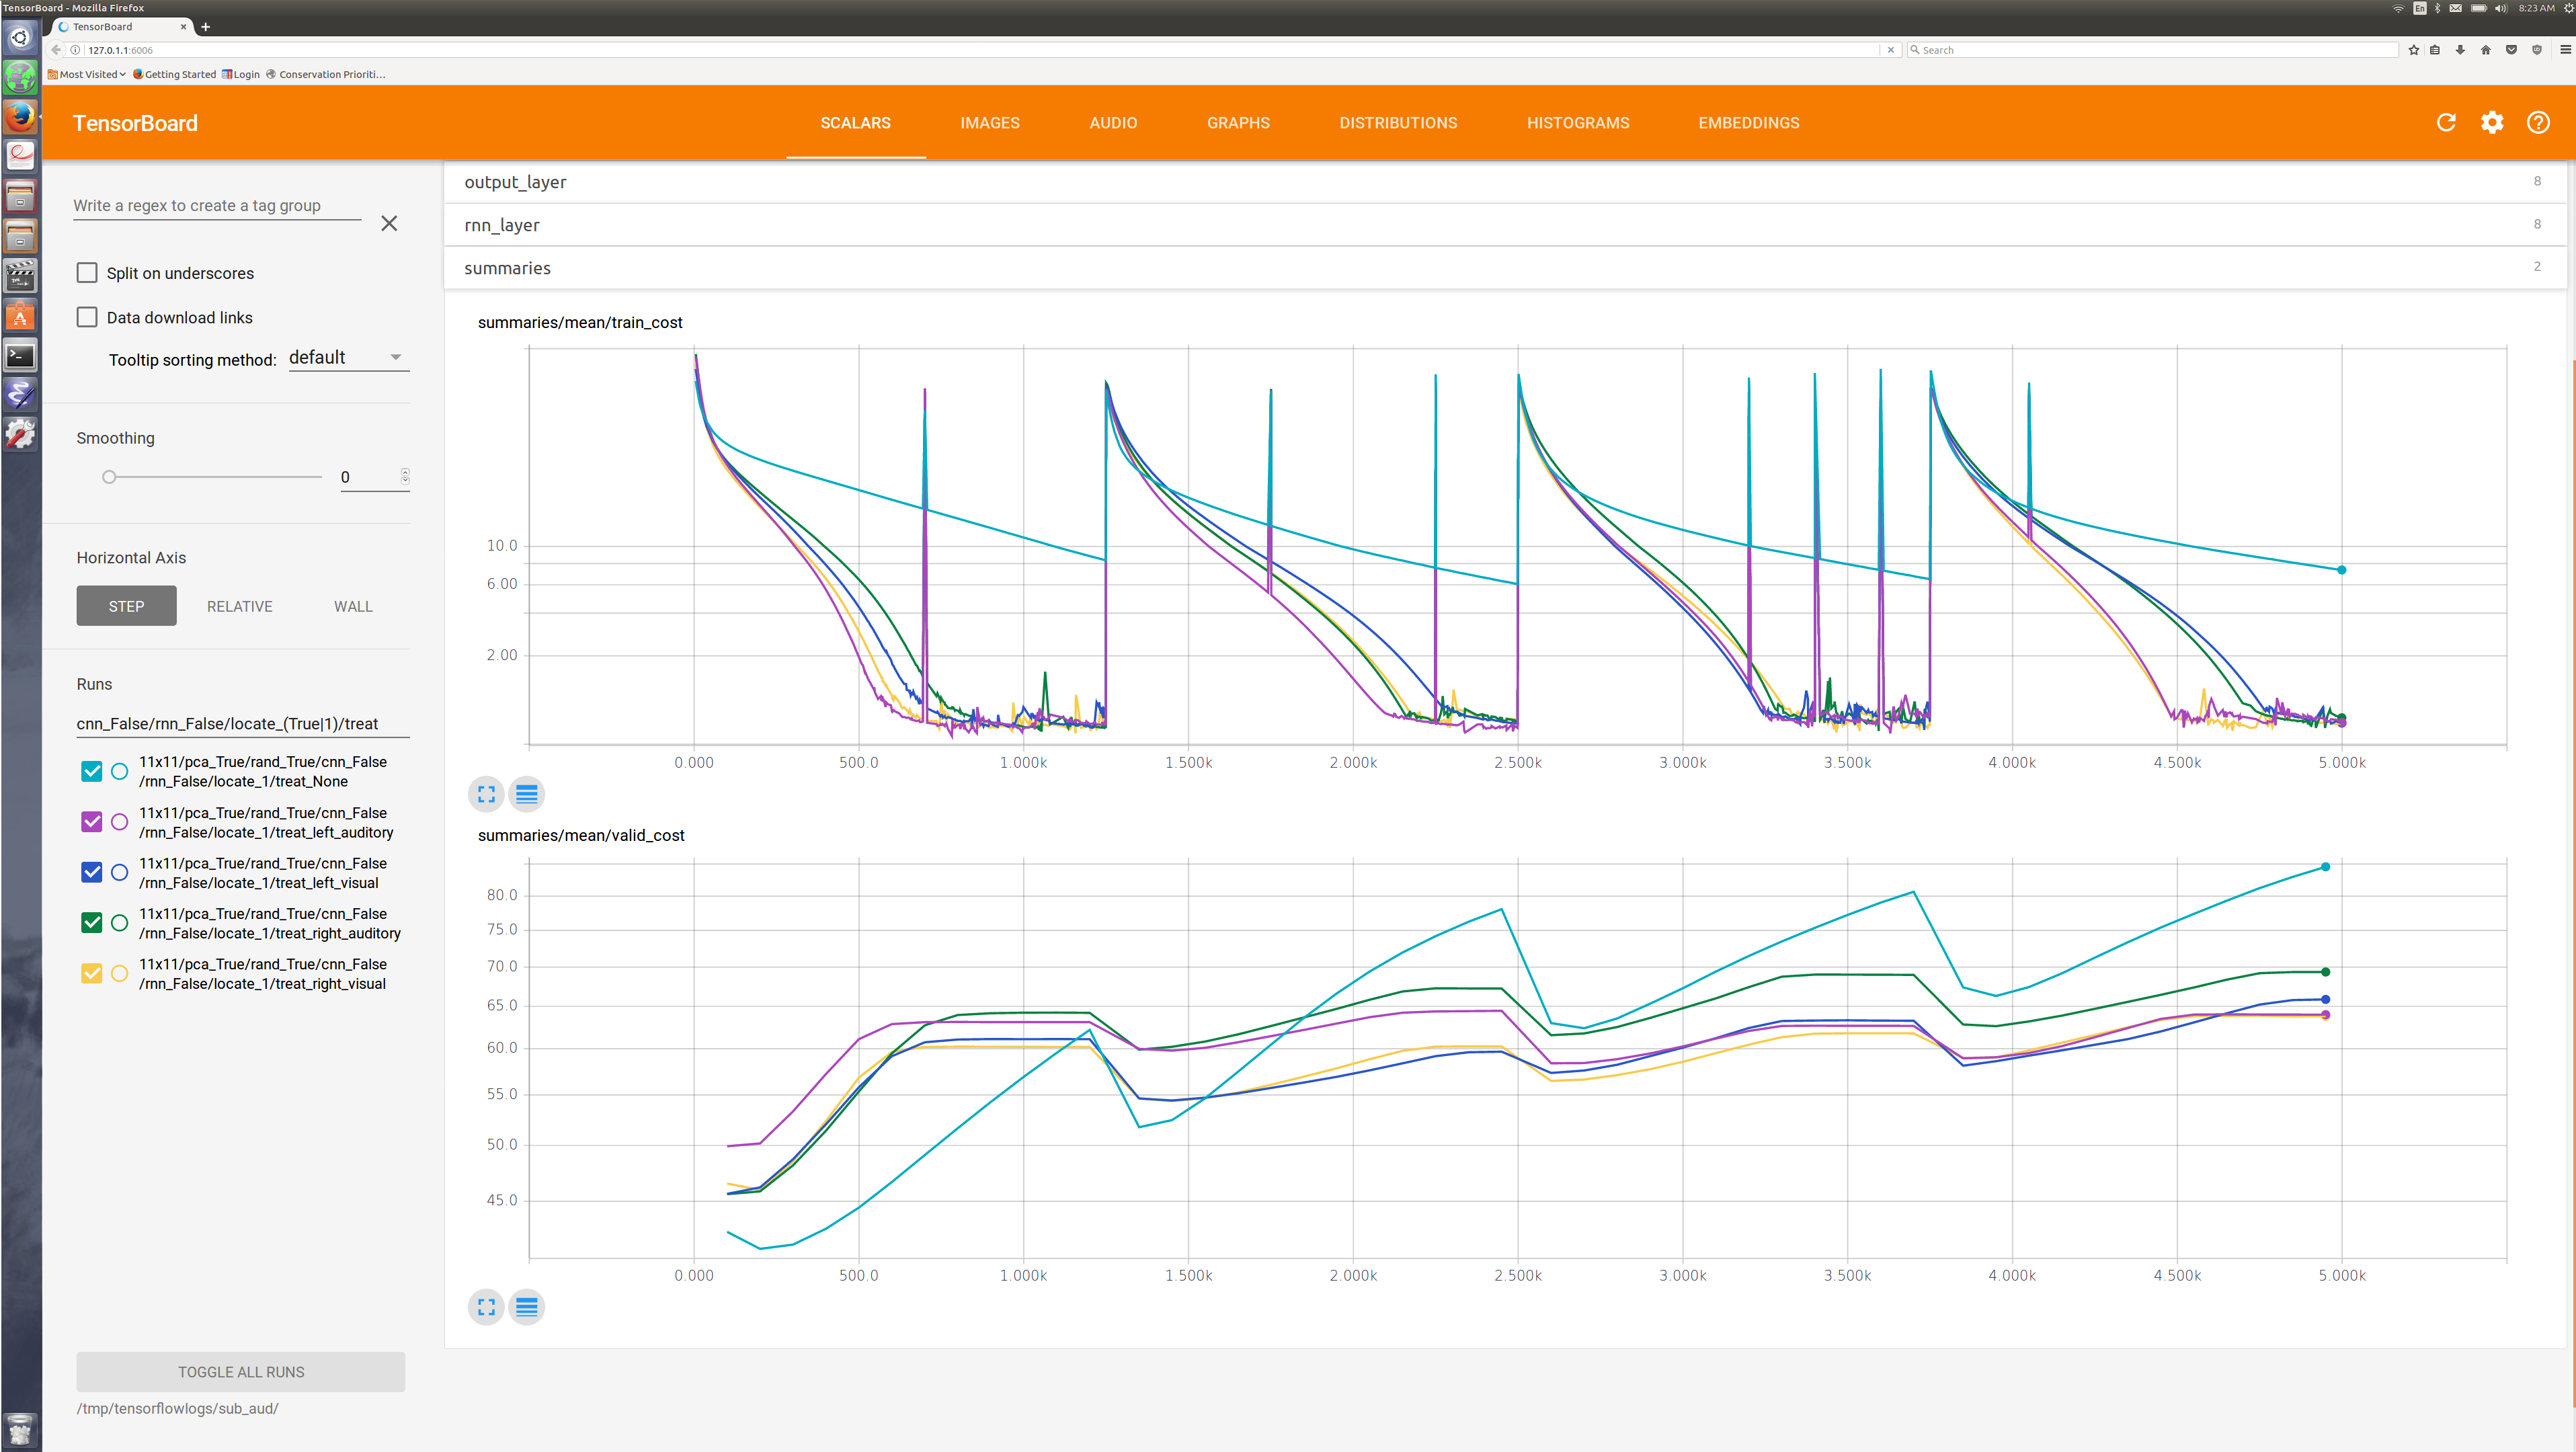 TensorBoard - Mozilla Firefox
En
8:23 AM
TensorBoard
127.0.1.1:6006
Search
Most Visited
Getting Started
Login
Conservation Prioriti...
TensorBoard
SCALARS
IMAGES
AUDIO
GRAPHS
DISTRIBUTIONS
HISTOGRAMS
EMBEDDINGS
Write a regex to create a tag group
Split on underscores
Data download links
Tooltip sorting method: default
Smoothing
0
Horizontal Axis
STEP
RELATIVE
WALL
Runs
cnn_False/rnn_False/locate_(True|1)/treat
11x11/pca_True/rand_True/cnn_False
/rnn_False/locate_1/treat_None
11x11/pca_True/rand_True/cnn_False
/rnn_False/locate_1/treat_left_auditory
11x11/pca_True/rand_True/cnn_False
/rnn_False/locate_1/treat_left_visual
11x11/pca_True/rand_True/cnn_False
/rnn_False/locate_1/treat_right_auditory
11x11/pca_True/rand_True/cnn_False
/rnn_False/locate_1/treat_right_visual
TOGGLE ALL RUNS
/tmp/tensorflowlogs/sub_aud/
output_layer 8
rnn_layer 8
summaries 2
summaries/mean/train_cost
10.0
6.00
2.00
0.000 500.0 1.000k 1.500k 2.000k 2.500k 3.000k 3.500k 4.000k 4.500k 5.000k
summaries/mean/valid_cost
80.0
75.0
70.0
65.0
60.0
55.0
50.0
45.0
0.000 500.0 1.000k 1.500k 2.000k 2.500k 3.000k 3.500k 4.000k 4.500k 5.000k